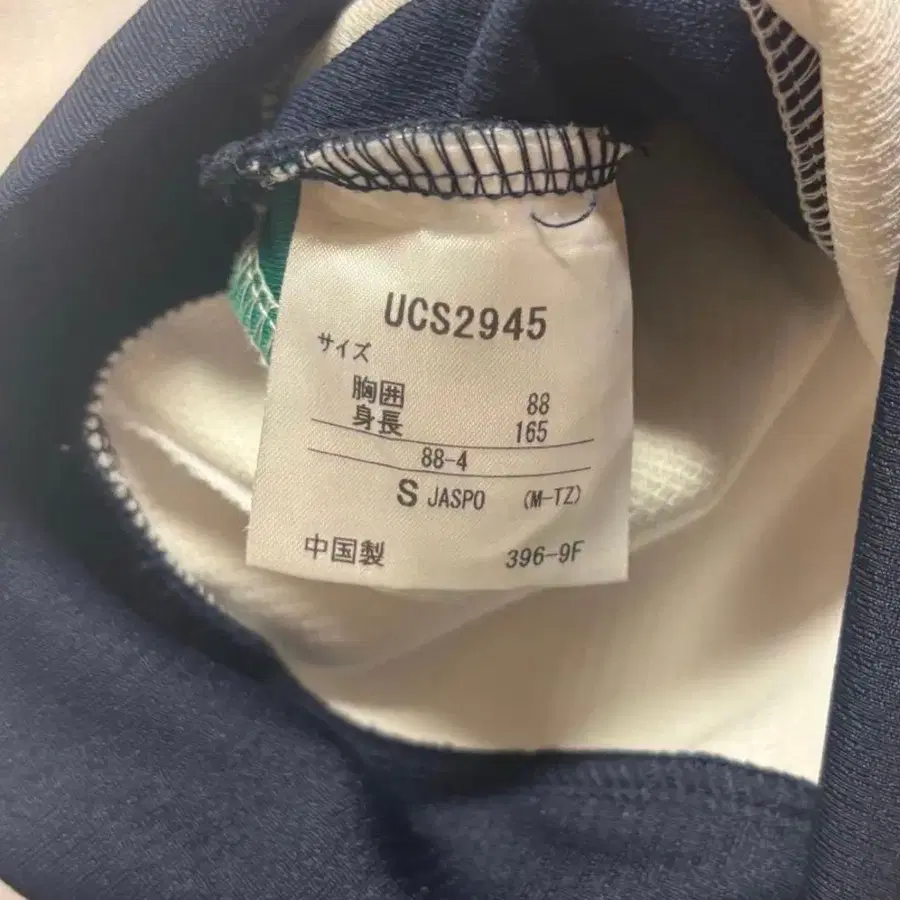 UCS2945
サイズ
胸囲 88
身長 165
88-4
S JASPO (M-TZ)
中国製 396-9F